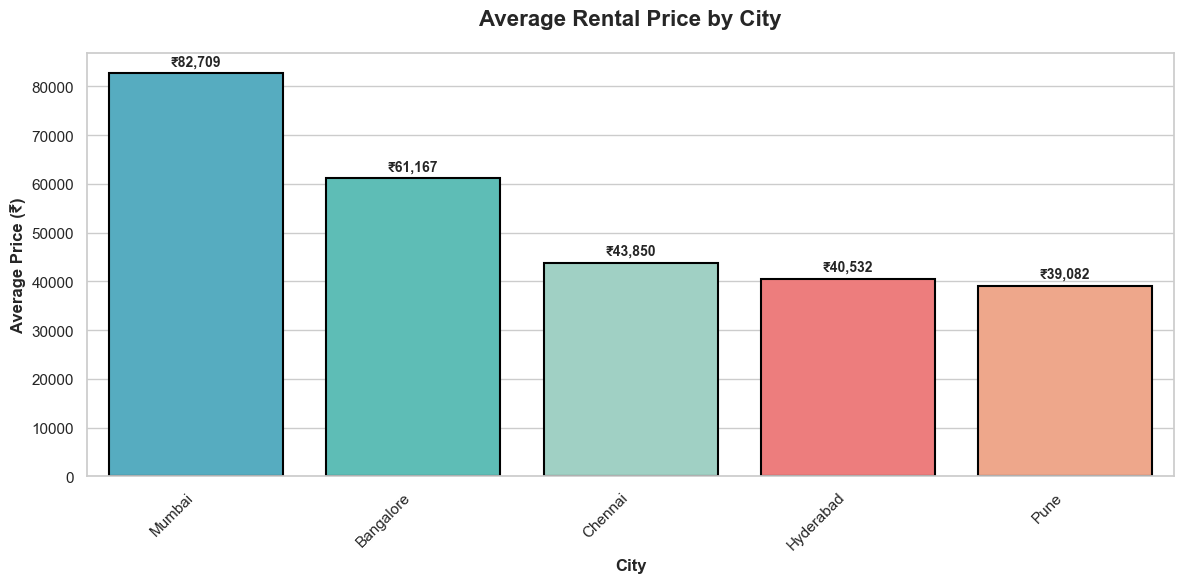 Average Rental Price by City
Average Price (₹)
80000
70000
60000
50000
40000
30000
20000
10000
0
₹82,709
₹61,167
₹43,850
₹40,532
₹39,082
Mumbai
Bangalore
Chennai
Hyderabad
Pune
City